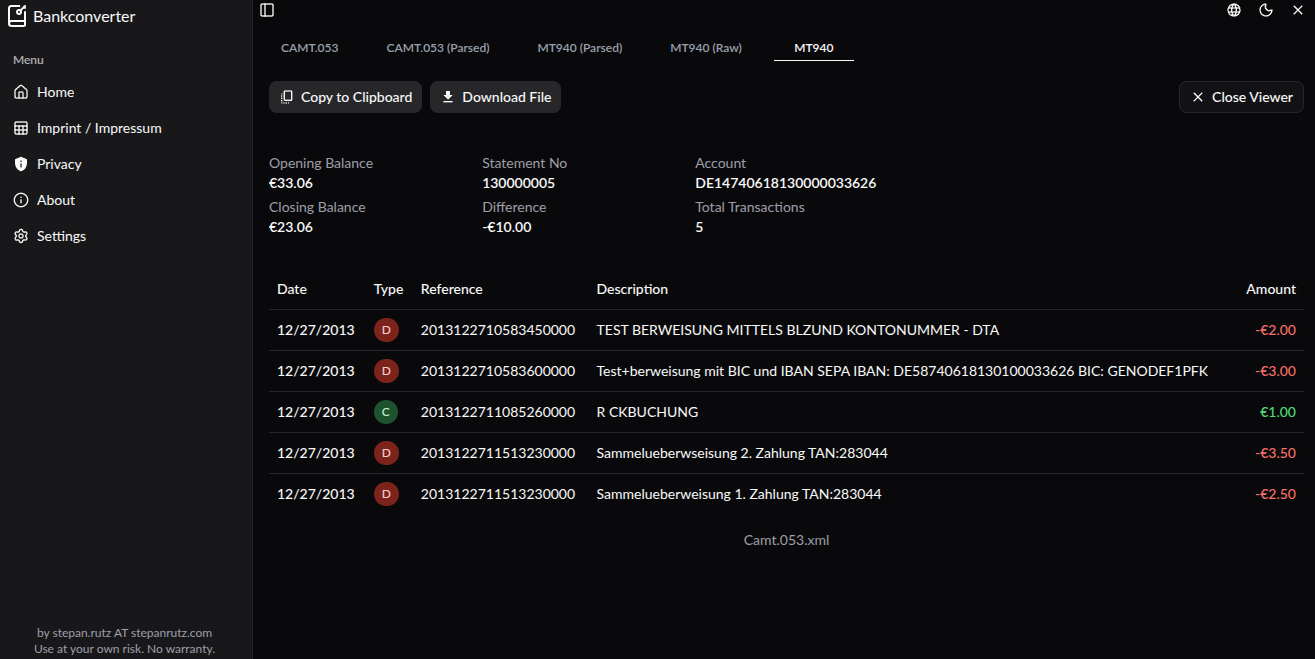 Bankconverter
Menu
Home
Imprint / Impressum
Privacy
About
Settings
by stepan.rutz AT stepanrutz.com
Use at your own risk. No warranty.
CAMT.053 CAMT.053 (Parsed) MT940 (Parsed) MT940 (Raw) MT940
Copy to Clipboard Download File Close Viewer
Opening Balance Statement No Account
€33.06 130000005 DE14740618130000033626
Closing Balance Difference Total Transactions
€23.06 -€10.00 5
Date Type Reference Description Amount
12/27/2013 D 2013122710583450000 TEST BERWEISUNG MITTELS BLZUND KONTONUMMER - DTA -€2.00
12/27/2013 D 2013122710583600000 Test+berweisung mit BIC und IBAN SEPA IBAN: DE58740618130100033626 BIC: GENODEF1PFK -€3.00
12/27/2013 C 2013122711085260000 R CKBUCHUNG €1.00
12/27/2013 D 2013122711513230000 Sammelueberwseisung 2. Zahlung TAN:283044 -€3.50
12/27/2013 D 2013122711513230000 Sammelueberweisung 1. Zahlung TAN:283044 -€2.50
Camt.053.xml